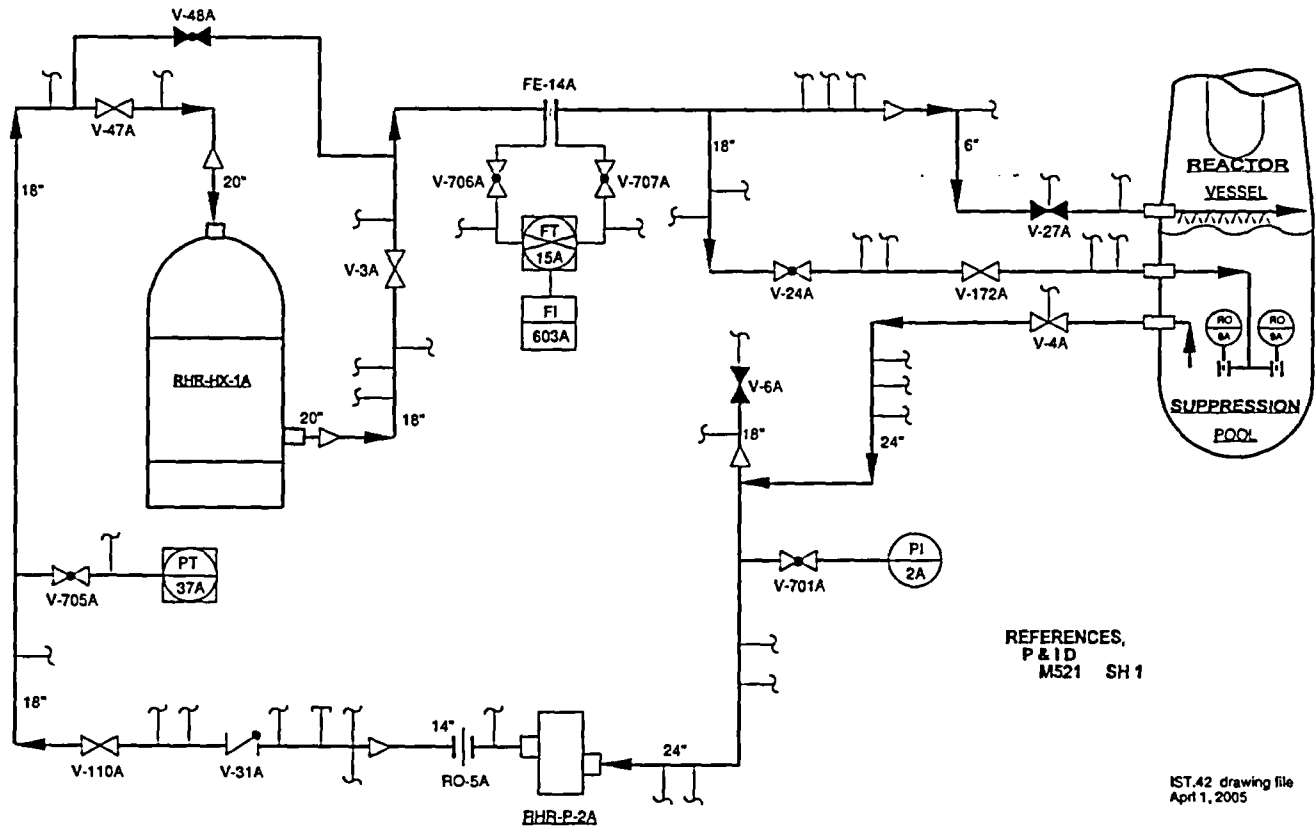 V-48A
FE-14A
V-47A
18"
20"
V-706A
V-707A
18"
6"
REACTOR
VESSEL
V-27A
FT
15A
V-3A
FI
603A
V-24A
V-172A
V-4A
RO
RO
RHR-HX-1A
20"
18"
V-6A
18"
24"
SUPPRESSION
POOL
PT
37A
V-705A
V-701A
PI
2A
REFERENCES,
P & I D
M521 SH 1
18"
V-110A
V-31A
14"
RO-5A
24"
RHR-P-2A
IST.42 drawing file
Aprl 1, 2005